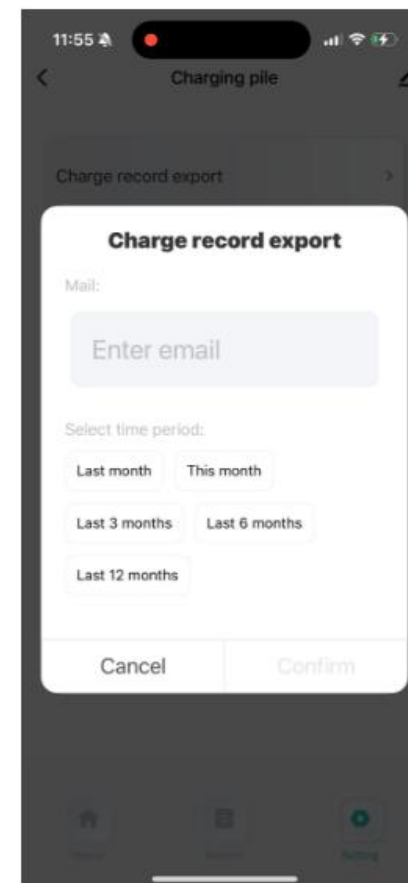 11:55
Charging pile
Charge record export
Charge record export
Mail:
Enter email
Select time period:
Last month This month
Last 3 months Last 6 months
Last 12 months
Cancel Confirm
Setting